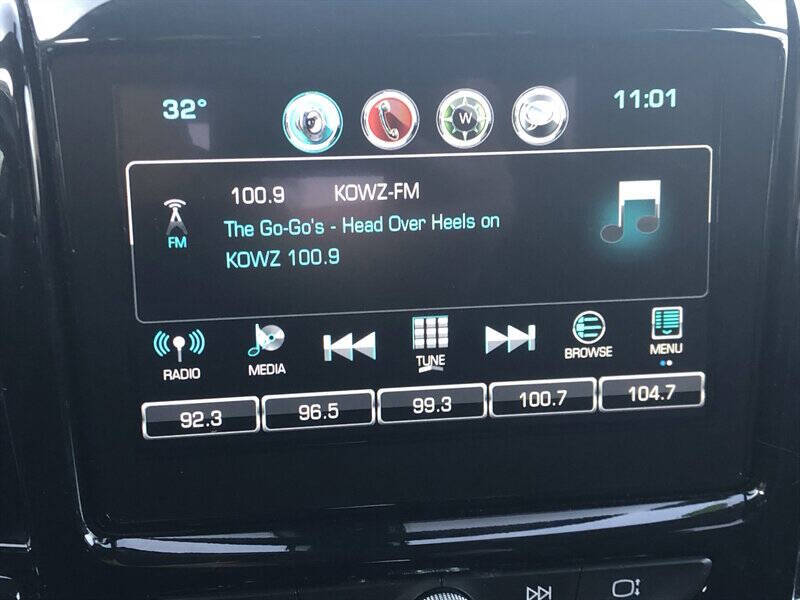 32° W 11:01
100.9 KOWZ-FM
The Go-Go's - Head Over Heels on
FM
KOWZ 100.9
RADIO MEDIA TUNE BROWSE MENU
92.3 96.5 99.3 100.7 104.7